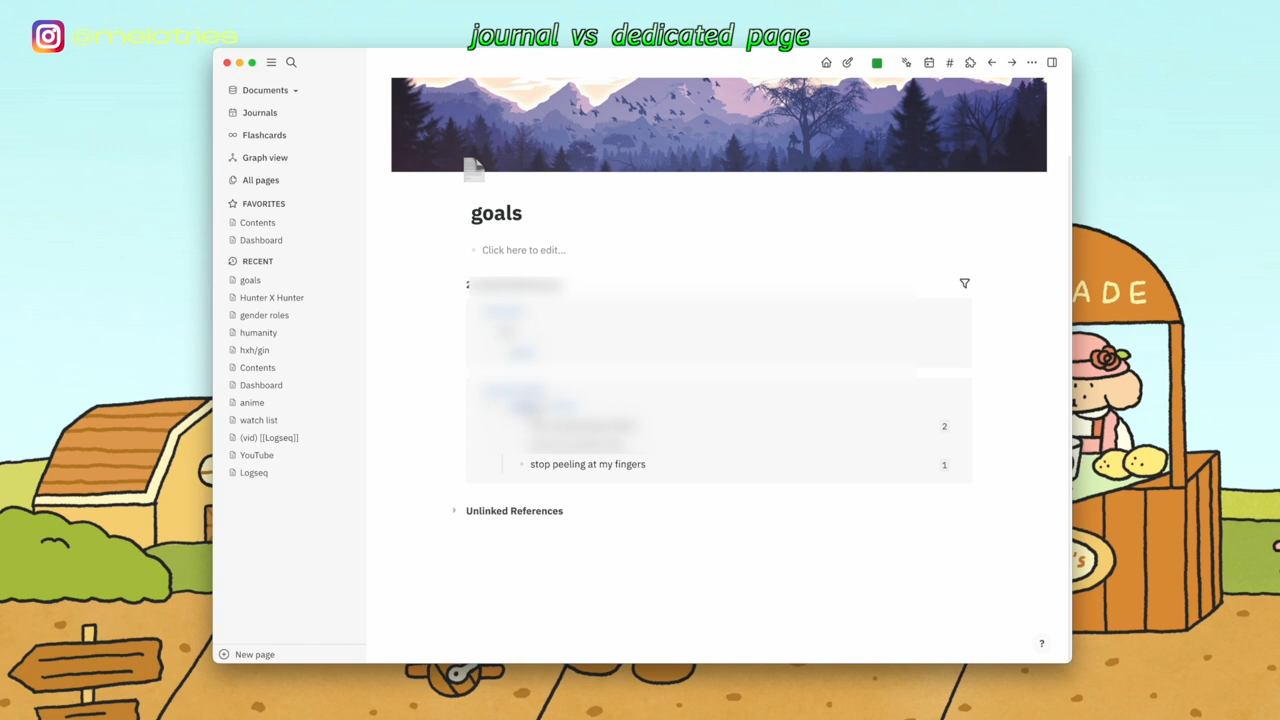 journal vs dedicated page
@melotries
Documents
Journals
Flashcards
Graph view
All pages
FAVORITES
Contents
Dashboard
RECENT
goals
Hunter X Hunter
gender roles
humanity
hxh/gin
Contents
Dashboard
anime
watch list
(vid) [[Logseq]]
YouTube
Logseq
New page
#
goals
Click here to edit...
2
2
stop peeling at my fingers
1
Unlinked References
?
ADE
's